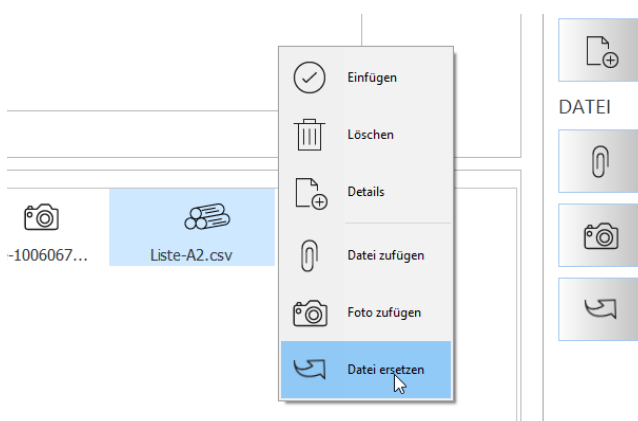 Einfügen
Löschen
Details
Datei zufügen
Foto zufügen
Datei ersetzen
-1006067...
Liste-A2.csv
DATEI